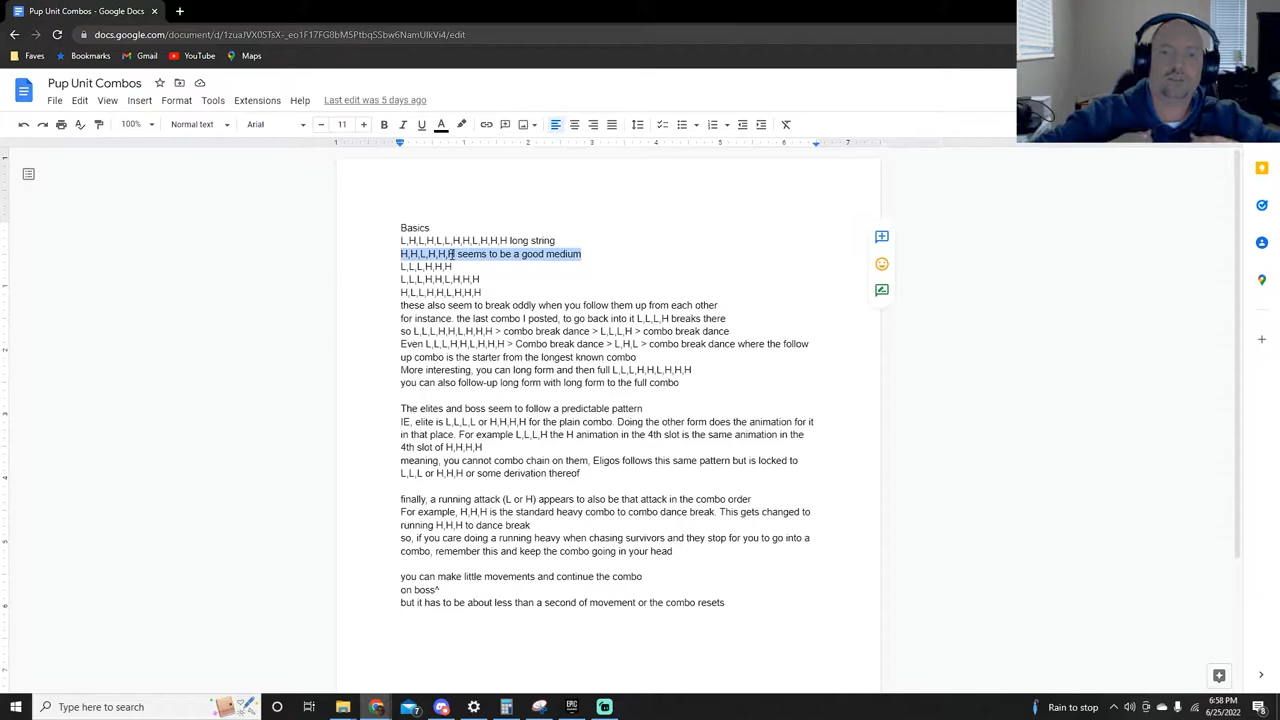 Pup Unit Combos - Google Docs
docs.google.com/document/d/
Faves
Bookmarks
Gmail
YouTube
Maps
Pup Unit Combos
File Edit View Insert Format Tools Extensions Help Last edit was 5 days ago
100% Normal text Arial 11
1 1 2 3 4 5 6 7
Basics
L,H,L,H,L,L,H,H,L,H,H,H long string
H,H,L,H,H,H seems to be a good medium
L,L,L,H,H,H
L,L,L,H,H,L,H,H,H
H,L,L,H,H,L,H,H,H
these also seem to break oddly when you follow them up from each other
for instance. the last combo I posted, to go back into it L,L,L,H breaks there
so L,L,L,H,H,L,H,H,H > combo break dance > L,L,L,H > combo break dance
Even L,L,L,H,H,L,H,H,H > Combo break dance > L,H,L > combo break dance where the follow
up combo is the starter from the longest known combo
More interesting, you can long form and then full L,L,L,H,H,L,H,H,H
you can also follow-up long form with long form to the full combo
The elites and boss seem to follow a predictable pattern
IE, elite is L,L,L,L or H,H,H,H for the plain combo. Doing the other form does the animation for it
in that place. For example L,L,L,H the H animation in the 4th slot is the same animation in the
4th slot of H,H,H,H
meaning, you cannot combo chain on them, Eligos follows this same pattern but is locked to
L,L,L or H,H,H or some derivation thereof
finally, a running attack (L or H) appears to also be that attack in the combo order
For example, H,H,H is the standard heavy combo to combo dance break. This gets changed to
running H,H,H to dance break
so, if you care doing a running heavy when chasing survivors and they stop for you to go into a
combo, remember this and keep the combo going in your head
you can make little movements and continue the combo
on boss^
but it has to be about less than a second of movement or the combo resets
Type here to search
Rain to stop
6:58 PM
6/25/2022